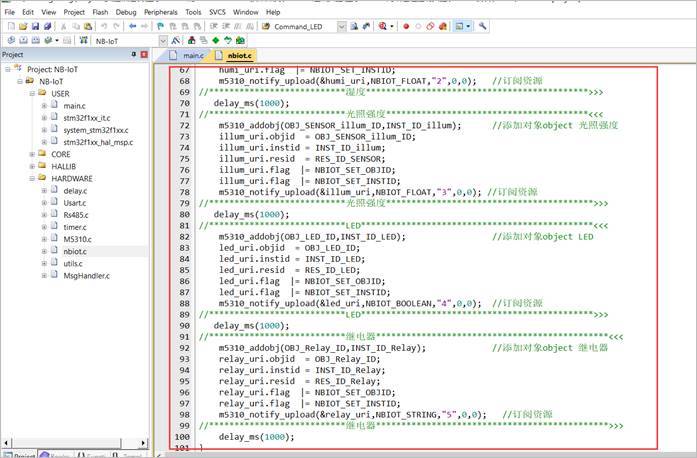 File Edit View Project Flash Debug Peripherals Tools SVCS Window Help
Command_LED
NB-IoT
Project
main.c nbiot.c
Project: NB-IoT
NB-IoT
USER
main.c
stm32f1xx_it.c
system_stm32f1xx.c
stm32f1xx_hal_msp.c
CORE
HALLIB
HARDWARE
delay.c
Usart.c
Rs485.c
timer.c
M5310.c
nbiot.c
utils.c
MsgHandler.c
67 humi_uri.flag |= NBIOT_SET_INSTID;
68 m5310_notify_upload(&humi_uri,NBIOT_FLOAT,"2",0,0); //订阅资源
69 //*************************湿度*************************************>>>
70 delay_ms(1000);
71 //*************************光照强度*************************************<<<
72 m5310_addobj(OBJ_SENSOR_illum_ID,INST_ID_illum); //添加对象object 光照强度
73 illum_uri.objid = OBJ_SENSOR_illum_ID;
74 illum_uri.instid = INST_ID_illum;
75 illum_uri.resid = RES_ID_SENSOR;
76 illum_uri.flag |= NBIOT_SET_OBJID;
77 illum_uri.flag |= NBIOT_SET_INSTID;
78 m5310_notify_upload(&illum_uri,NBIOT_FLOAT,"3",0,0); //订阅资源
79 //*************************光照强度*************************************>>>
80 delay_ms(1000);
81 //*************************LED****************************************<<<
82 m5310_addobj(OBJ_LED_ID,INST_ID_LED); //添加对象object LED
83 led_uri.objid = OBJ_LED_ID;
84 led_uri.instid = INST_ID_LED;
85 led_uri.resid = RES_ID_LED;
86 led_uri.flag |= NBIOT_SET_OBJID;
87 led_uri.flag |= NBIOT_SET_INSTID;
88 m5310_notify_upload(&led_uri,NBIOT_BOOLEAN,"4",0,0); //订阅资源
89 //*************************LED****************************************>>>
90 delay_ms(1000);
91 //*************************继电器****************************************<<<
92 m5310_addobj(OBJ_Relay_ID,INST_ID_Relay); //添加对象object 继电器
93 relay_uri.objid = OBJ_Relay_ID;
94 relay_uri.instid = INST_ID_Relay;
95 relay_uri.resid = RES_ID_Relay;
96 relay_uri.flag |= NBIOT_SET_OBJID;
97 relay_uri.flag |= NBIOT_SET_INSTID;
98 m5310_notify_upload(&relay_uri,NBIOT_STRING,"5",0,0); //订阅资源
99 //*************************继电器****************************************>>>
100 delay_ms(1000);
101 }
Project